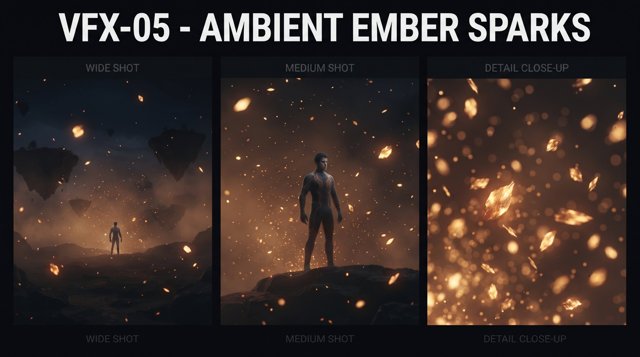 VFX-05 - AMBIENT EMBER SPARKS
WIDE SHOT
MEDIUM SHOT
DETAIL CLOSE-UP
WIDE SHOT
MEDIUM SHOT
DETAIL CLOSE-UP